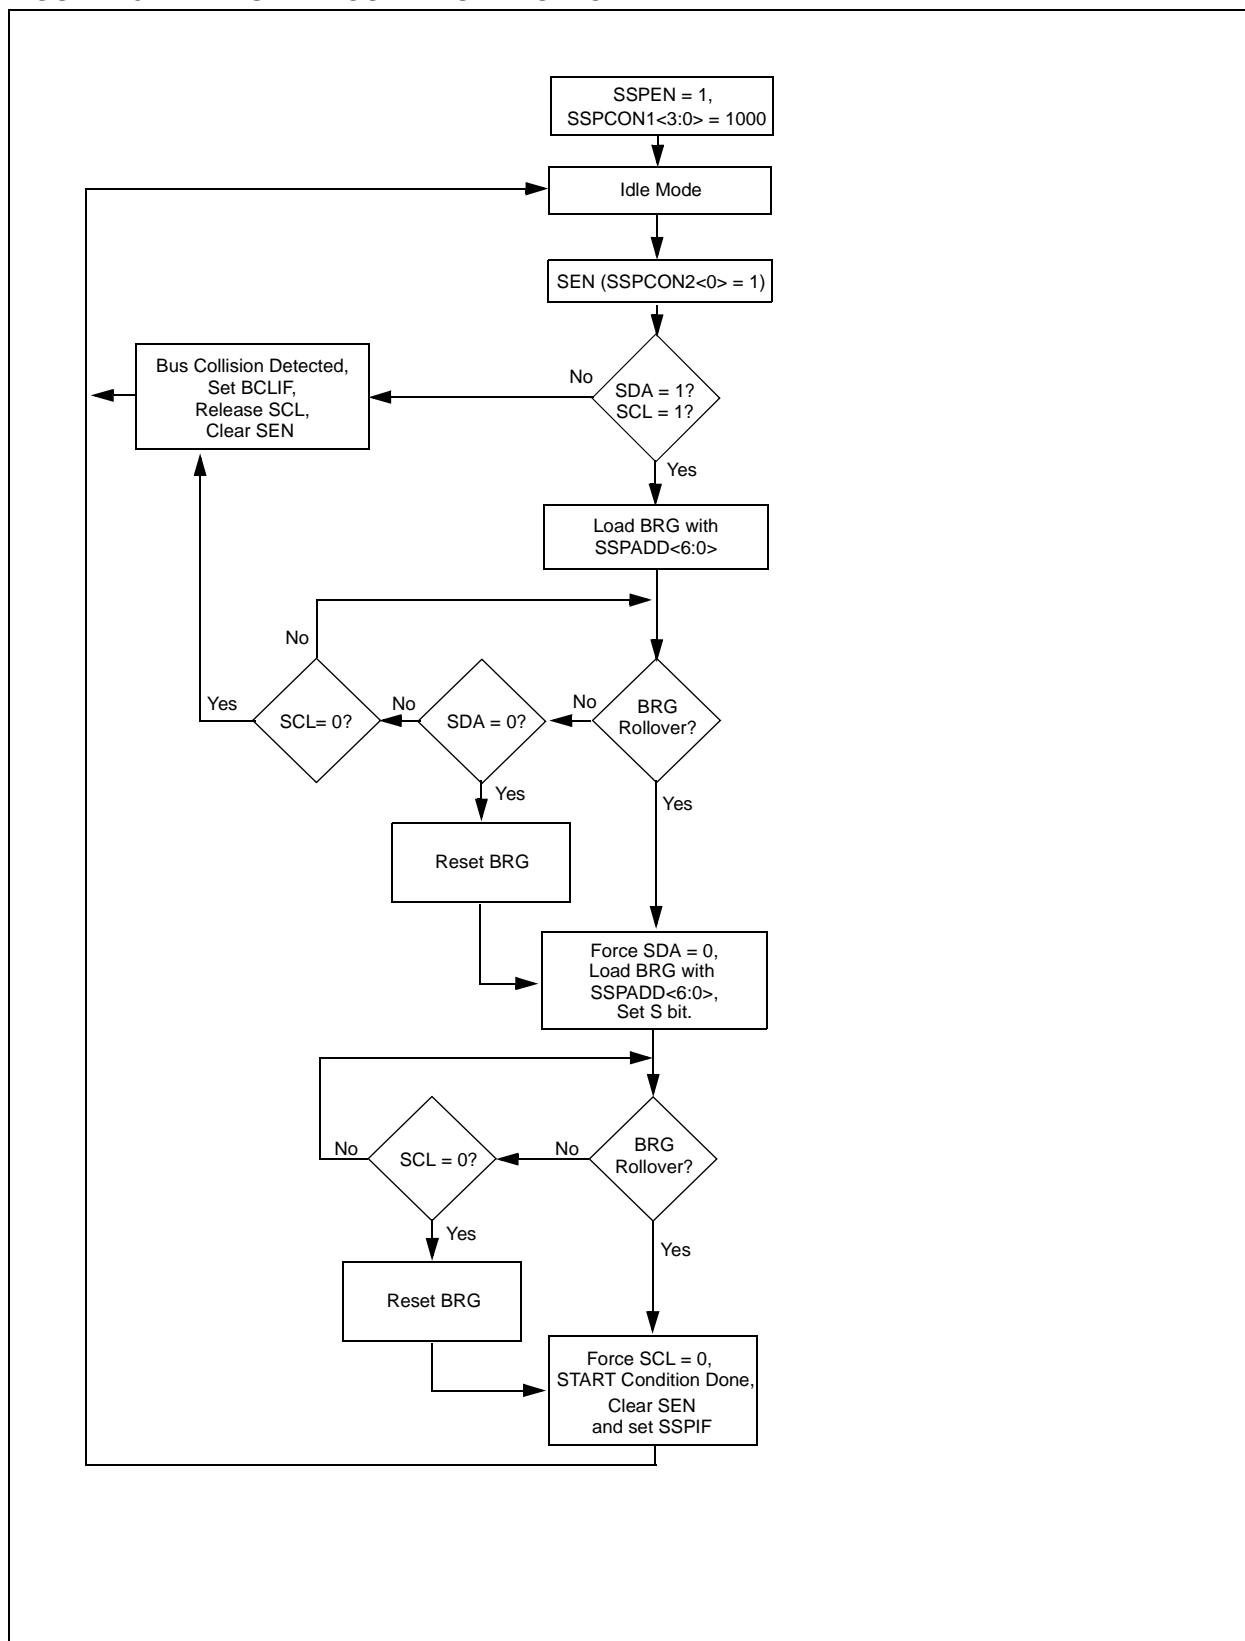 SSPEN = 1,
SSPCON1<3:0> = 1000
Idle Mode
SEN (SSPCON2<0> = 1)
Bus Collision Detected,
Set BCLIF,
Release SCL,
Clear SEN
No
SDA = 1?
SCL = 1?
Yes
Load BRG with
SSPADD<6:0>
No
Yes
SCL= 0?
No
SDA = 0?
No
BRG
Rollover?
Yes
Yes
Reset BRG
Force SDA = 0,
Load BRG with
SSPADD<6:0>,
Set S bit.
No
SCL = 0?
No
BRG
Rollover?
Yes
Yes
Reset BRG
Force SCL = 0,
START Condition Done,
Clear SEN
and set SSPIF